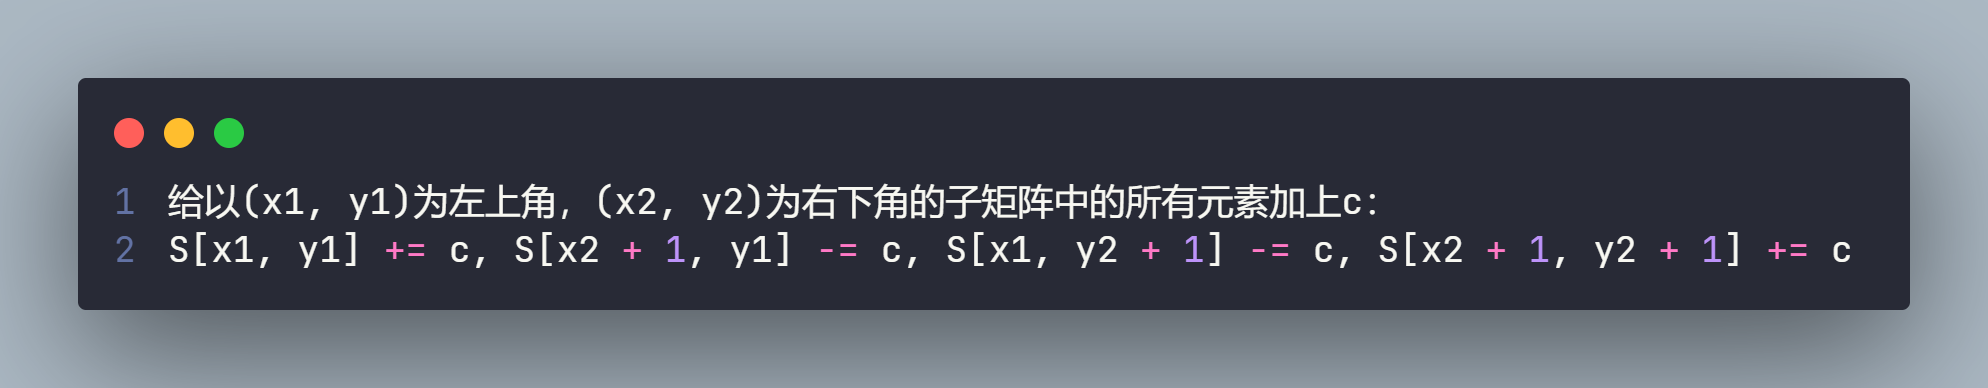 1 给以(x1, y1)为左上角，(x2, y2)为右下角的子矩阵中的所有元素加上c：
2 S[x1, y1] += c, S[x2 + 1, y1] -= c, S[x1, y2 + 1] -= c, S[x2 + 1, y2 + 1] += c